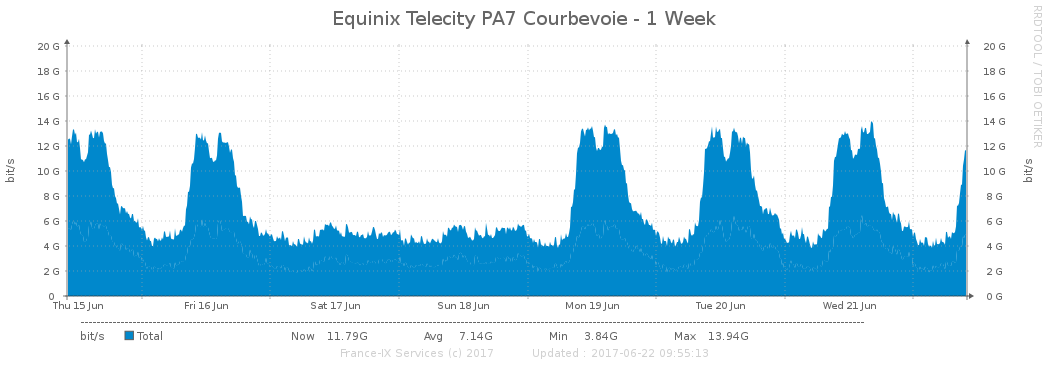 Equinix Telecity PA7 Courbevoie - 1 Week
RRDTOOL / TOBI OETIKER
bit/s
20 G 20 G
18 G 18 G
16 G 16 G
14 G 14 G
12 G 12 G
10 G 10 G
8 G 8 G
6 G 6 G
4 G 4 G
2 G 2 G
0 0 G
bit/s
Thu 15 Jun Fri 16 Jun Sat 17 Jun Sun 18 Jun Mon 19 Jun Tue 20 Jun Wed 21 Jun
bit/s Total Now 11.79G Avg 7.14G Min 3.84G Max 13.94G
France-IX Services (c) 2017 Updated : 2017-06-22 09:55:13